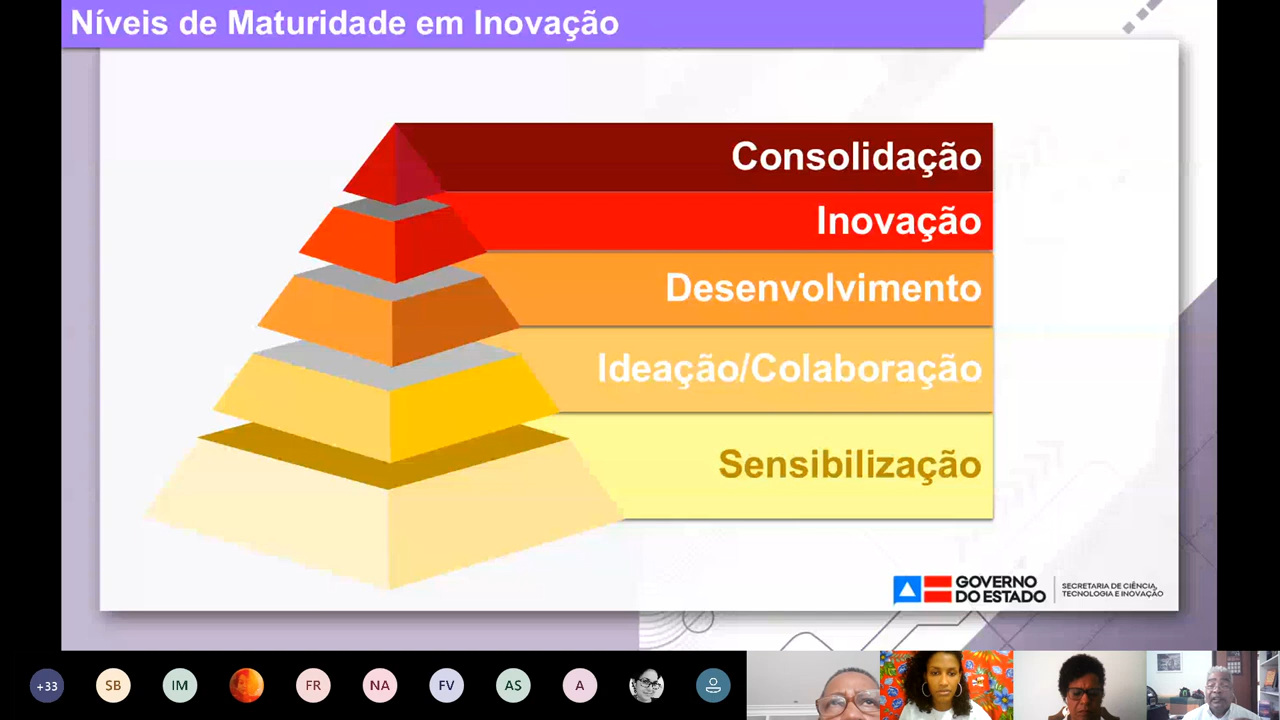 Níveis de Maturidade em Inovação
Consolidação
Inovação
Desenvolvimento
Ideação/Colaboração
Sensibilização
GOVERNO
DO ESTADO
SECRETARIA DE CIÊNCIA,
TECNOLOGIA E INOVAÇÃO
+33
SB
IM
FR
NA
FV
AS
A